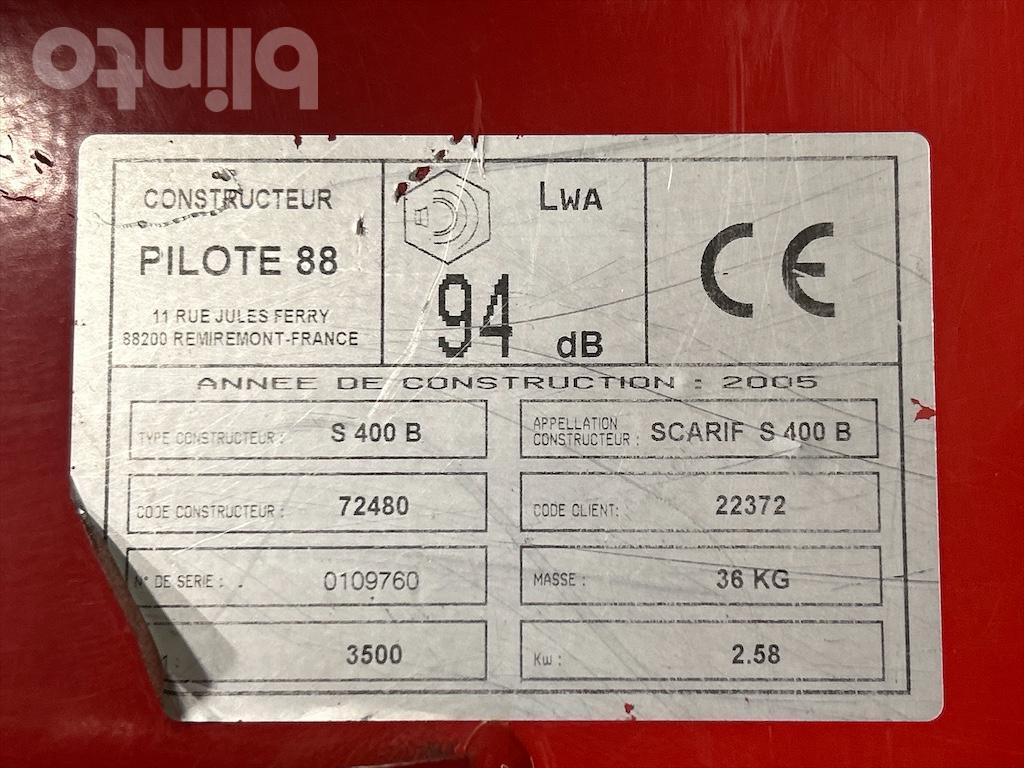 blinto
CONSTRUCTEUR
PILOTE 88
11 RUE JULES FERRY
88200 REMIREMONT-FRANCE
LWA
94 dB
CE
ANNEE DE CONSTRUCTION : 2005
TYPE CONSTRUCTEUR : S 400 B
APPELLATION
CONSTRUCTEUR : SCARIF S 400 B
CODE CONSTRUCTEUR : 72480
CODE CLIENT: 22372
N° DE SERIE : . 0109760
MASSE : 36 KG
3500
Kw : 2.58